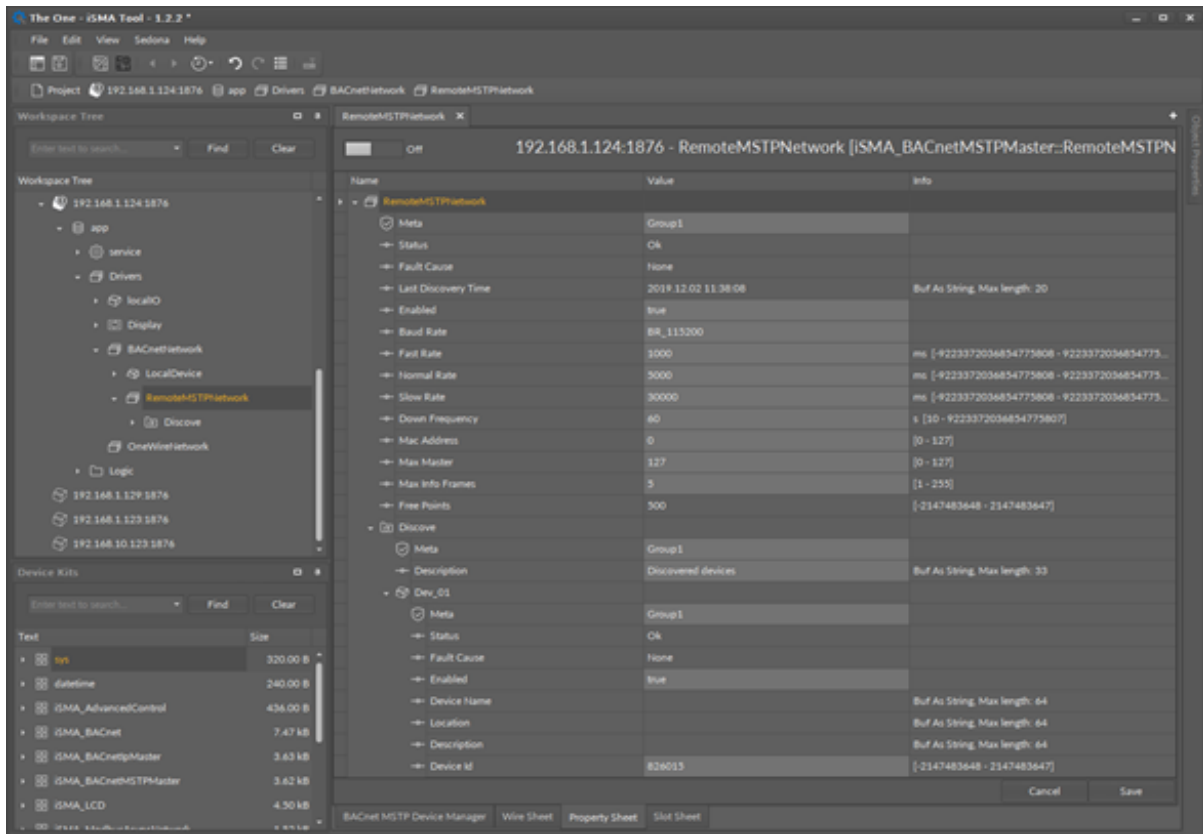 The One - iSMA Tool - 1.2.2 *
File Edit View Sedona Help
Project 192.168.1.124:1876 app Drivers BACnetNetwork RemoteMSTPNetwork
Workspace Tree
Enter text to search... Find Clear
Workspace Tree
192.168.1.124:1876
app
service
Drivers
localIO
Display
BACnetNetwork
LocalDevice
RemoteMSTPNetwork
Discove
OneWireNetwork
Logic
192.168.1.129:1876
192.168.1.123:1876
192.168.10.123:1876
Device Kits
Enter text to search... Find Clear
Text Size
sys 320.00 B
datetime 240.00 B
iSMA_AdvancedControl 436.00 B
iSMA_BACnet 7.47 kB
iSMA_BACnetIpMaster 3.63 kB
iSMA_BACnetMSTPMaster 3.62 kB
iSMA_LCD 4.50 kB
RemoteMSTPNetwork
Off 192.168.1.124:1876 - RemoteMSTPNetwork [iSMA_BACnetMSTPMaster::RemoteMSTPN
Name Value Info
RemoteMSTPNetwork
Meta Group1
Status Ok
Fault Cause None
Last Discovery Time 2019.12.02 11:38:08 Buf As String, Max length: 20
Enabled true
Baud Rate BR_115200
Fast Rate 1000 ms [-9223372036854775808 - 9223372036854775...
Normal Rate 5000 ms [-9223372036854775808 - 9223372036854775...
Slow Rate 30000 ms [-9223372036854775808 - 9223372036854775...
Down Frequency 60 s [10 - 9223372036854775807]
Mac Address 0 [0 - 127]
Max Master 127 [0 - 127]
Max Info Frames 5 [1 - 255]
Free Points 500 [-2147483648 - 2147483647]
Discove
Meta Group1
Description Discovered devices Buf As String, Max length: 33
Dev_01
Meta Group1
Status Ok
Fault Cause None
Enabled true
Device Name Buf As String, Max length: 64
Location Buf As String, Max length: 64
Description Buf As String, Max length: 64
Device Id 826015 [-2147483648 - 2147483647]
Cancel Save
BACnet MSTP Device Manager Wire Sheet Property Sheet Slot Sheet
Object Properties